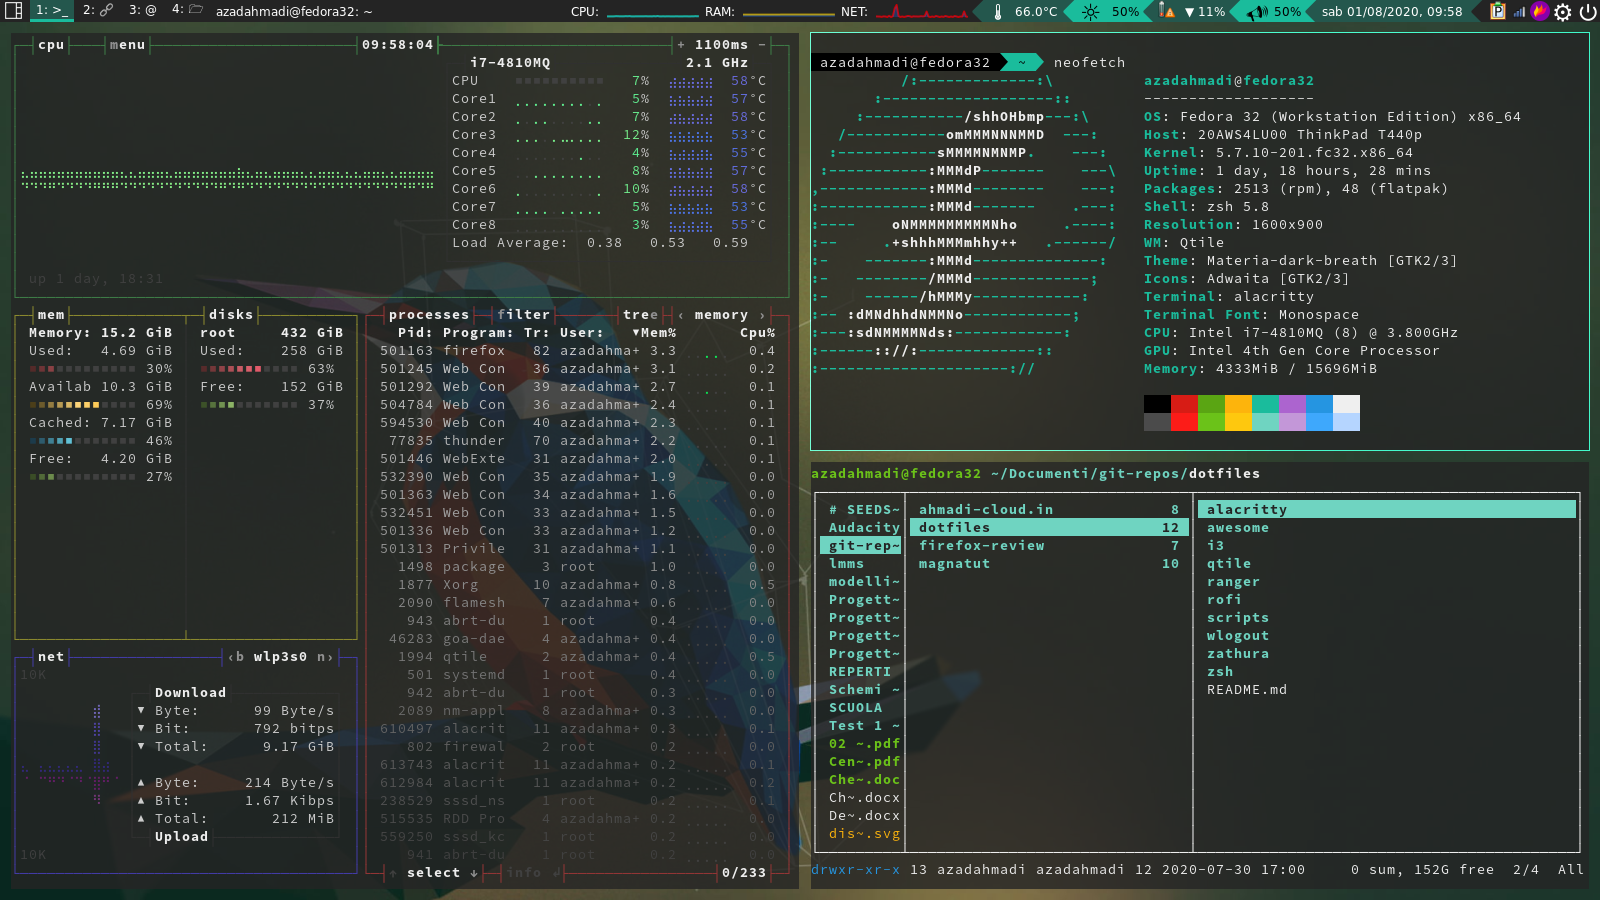 1: >_ 2: 3: @ 4: azadahmadi@fedora32: ~ CPU: RAM: NET: 66.0°C 50% ▼ 11% 50% sab 01/08/2020, 09:58
cpu menu 09:58:04 + 1100ms -
i7-4810MQ 2.1 GHz
CPU 7% 58°C
Core1 5% 57°C
Core2 7% 58°C
Core3 12% 53°C
Core4 4% 55°C
Core5 8% 57°C
Core6 10% 58°C
Core7 5% 53°C
Core8 3% 55°C
Load Average: 0.38 0.53 0.59
up 1 day, 18:31
mem disks
Memory: 15.2 GiB root 432 GiB
Used: 4.69 GiB Used: 258 GiB
30% 63%
Availab 10.3 GiB Free: 152 GiB
69% 37%
Cached: 7.17 GiB
46%
Free: 4.20 GiB
27%
net ‹b wlp3s0 n›
10K
Download
▼ Byte: 99 Byte/s
▼ Bit: 792 bitps
▼ Total: 9.17 GiB
▲ Byte: 214 Byte/s
▲ Bit: 1.67 Kibps
▲ Total: 212 MiB
Upload
10K
processes filter tree ‹ memory ›
Pid: Program: Tr: User: ▼Mem% Cpu%
501163 firefox 82 azadahma+ 3.3 0.4
501245 Web Con 36 azadahma+ 3.1 0.2
501292 Web Con 39 azadahma+ 2.7 0.1
504784 Web Con 36 azadahma+ 2.4 0.1
594530 Web Con 40 azadahma+ 2.3 0.1
77835 thunder 70 azadahma+ 2.2 0.1
501446 WebExte 31 azadahma+ 2.0 0.1
532390 Web Con 35 azadahma+ 1.9 0.0
501363 Web Con 34 azadahma+ 1.6 0.0
532451 Web Con 33 azadahma+ 1.5 0.0
501336 Web Con 33 azadahma+ 1.2 0.0
501313 Privile 31 azadahma+ 1.1 0.0
1498 package 3 root 1.0 0.0
1877 Xorg 10 azadahma+ 0.8 0.5
2090 flamesh 7 azadahma+ 0.6 0.0
943 abrt-du 1 root 0.4 0.0
46283 goa-dae 4 azadahma+ 0.4 0.0
1994 qtile 2 azadahma+ 0.4 0.5
501 systemd 1 root 0.4 0.0
942 abrt-du 1 root 0.3 0.0
2089 nm-appl 8 azadahma+ 0.3 0.0
610497 alacrit 11 azadahma+ 0.3 0.1
802 firewal 2 root 0.2 0.0
613743 alacrit 11 azadahma+ 0.2 0.1
612984 alacrit 11 azadahma+ 0.2 0.2
238529 sssd_ns 1 root 0.2 0.1
515535 RDD Pro 4 azadahma+ 0.2 0.0
559250 sssd_kc 1 root 0.2 0.0
941 abrt-du 1 root 0.2 0.0
↑ select ↓ info ↲ 0/233
azadahmadi@fedora32 ~ neofetch
/:-------------:\
:-------------------::
:-----------/shhOHbmp---:\
/-----------omMMMNNNMMD ---:
:-----------sMMMMNMNMP. ---:
:-----------:MMMdP------- ---\
,------------:MMMd-------- ---:
:------------:MMMd------- .---:
:---- oNMMMMMMMMMNho .----:
:-- .+shhhMMMmhhy++ .------/
:- -------:MMMd--------------:
:- --------/MMMd-------------;
:- ------/hMMMy------------:
:-- :dMNdhhdNMMNo------------;
:---:sdNMMMMNds:------------:
:------:://:-------------::
:---------------------://
azadahmadi@fedora32
-------------------
OS: Fedora 32 (Workstation Edition) x86_64
Host: 20AWS4LU00 ThinkPad T440p
Kernel: 5.7.10-201.fc32.x86_64
Uptime: 1 day, 18 hours, 28 mins
Packages: 2513 (rpm), 48 (flatpak)
Shell: zsh 5.8
Resolution: 1600x900
WM: Qtile
Theme: Materia-dark-breath [GTK2/3]
Icons: Adwaita [GTK2/3]
Terminal: alacritty
Terminal Font: Monospace
CPU: Intel i7-4810MQ (8) @ 3.800GHz
GPU: Intel 4th Gen Core Processor
Memory: 4333MiB / 15696MiB
azadahmadi@fedora32 ~/Documenti/git-repos/dotfiles
# SEEDS~
Audacity
git-rep~
lmms
modelli~
Progett~
Progett~
Progett~
Progett~
REPERTI
Schemi ~
SCUOLA
Test 1 ~
02 ~.pdf
Cen~.pdf
Che~.doc
Ch~.docx
De~.docx
dis~.svg
ahmadi-cloud.in 8
dotfiles 12
firefox-review 7
magnatut 10
alacritty
awesome
i3
qtile
ranger
rofi
scripts
wlogout
zathura
zsh
README.md
drwxr-xr-x 13 azadahmadi azadahmadi 12 2020-07-30 17:00 0 sum, 152G free 2/4 All